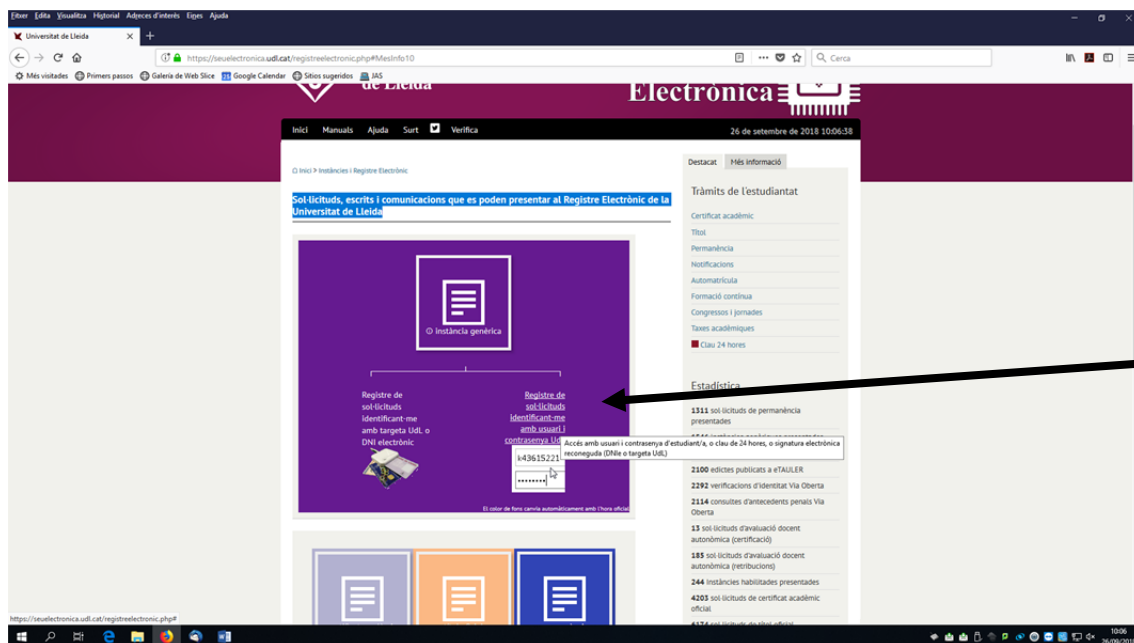 Fitxer Edita Visualitza Historial Adreces d'interès Eines Ajuda
Universitat de Lleida
https://seuelectronica.udl.cat/registreelectronic.php#MesInfo10
Cerca
Més visitades Primers passos Galería de Web Slice Google Calendar Sitios sugeridos JAS
de Lleida
Electrònica
Inici Manuals Ajuda Surt Verifica
26 de setembre de 2018 10:06:38
Inici > Instàncies i Registre Electrònic
Sol·licituds, escrits i comunicacions que es poden presentar al Registre Electrònic de la
Universitat de Lleida
instància genèrica
Registre de
sol·licituds
identificant-me
amb targeta UdL o
DNI electrònic
Registre de
sol·licituds
identificant-me
amb usuari i
contrasenya
k43615221
Accés amb usuari i contrasenya d'estudiant/a, o clau de 24 hores, o signatura electrònica
reconeguda (DNIe o targeta UdL)
El color de fons canvia automàticament amb l'hora oficial
Destacat Més informació
Tràmits de l'estudiantat
Certificat acadèmic
Títol
Permanència
Notificacions
Automatrícula
Formació contínua
Congressos i jornades
Taxes acadèmiques
Clau 24 hores
Estadística
1311 sol·licituds de permanència
presentades
2100 edictes publicats a eTAULER
2292 verificacions d'identitat Via Oberta
2114 consultes d'antecedents penals Via
Oberta
13 sol·licituds d'avaluació docent
autonòmica (certificació)
185 sol·licituds d'avaluació docent
autonòmica (retribucions)
244 instàncies habilitades presentades
4203 sol·licituds de certificat acadèmic
oficial
https://seuelectronica.udl.cat/registreelectronic.php#
10:06